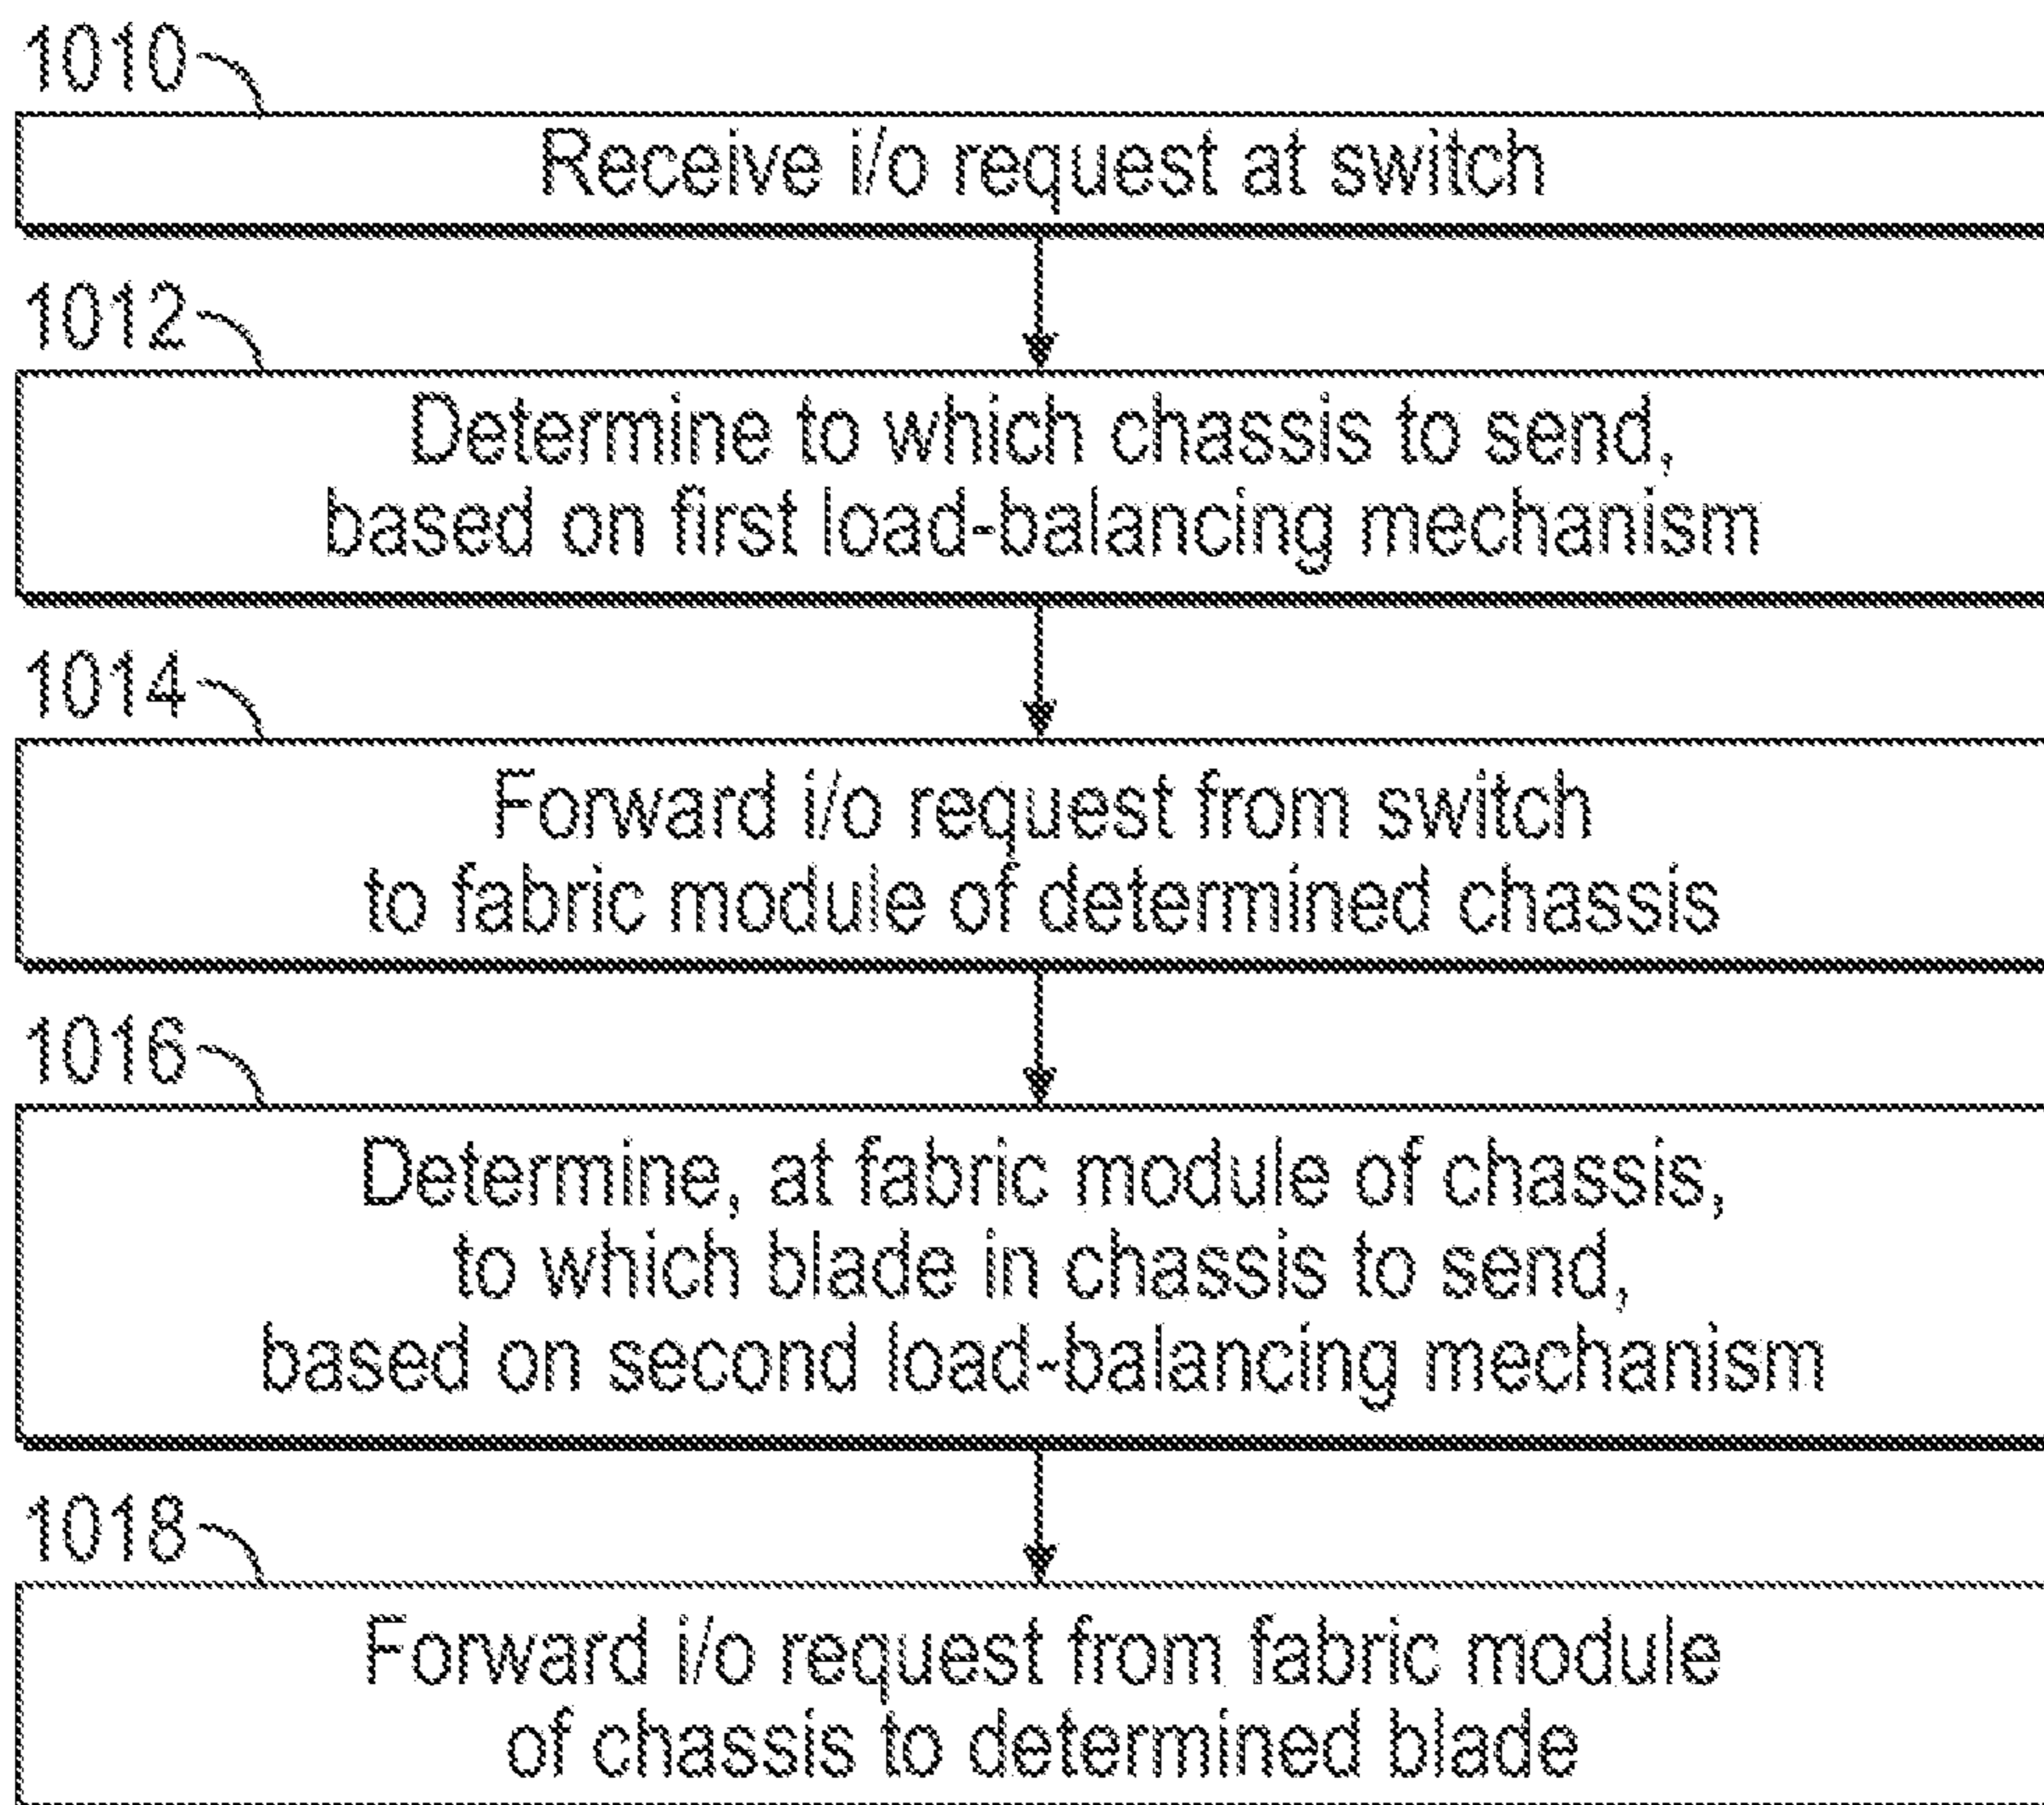 1010
Receive i/o request at switch
1012
Determine to which chassis to send,
based on first load-balancing mechanism
1014
Forward i/o request from switch
to fabric module of determined chassis
1016
Determine, at fabric module of chassis,
to which blade in chassis to send,
based on second load-balancing mechanism
1018
Forward i/o request from fabric module
of chassis to determined blade